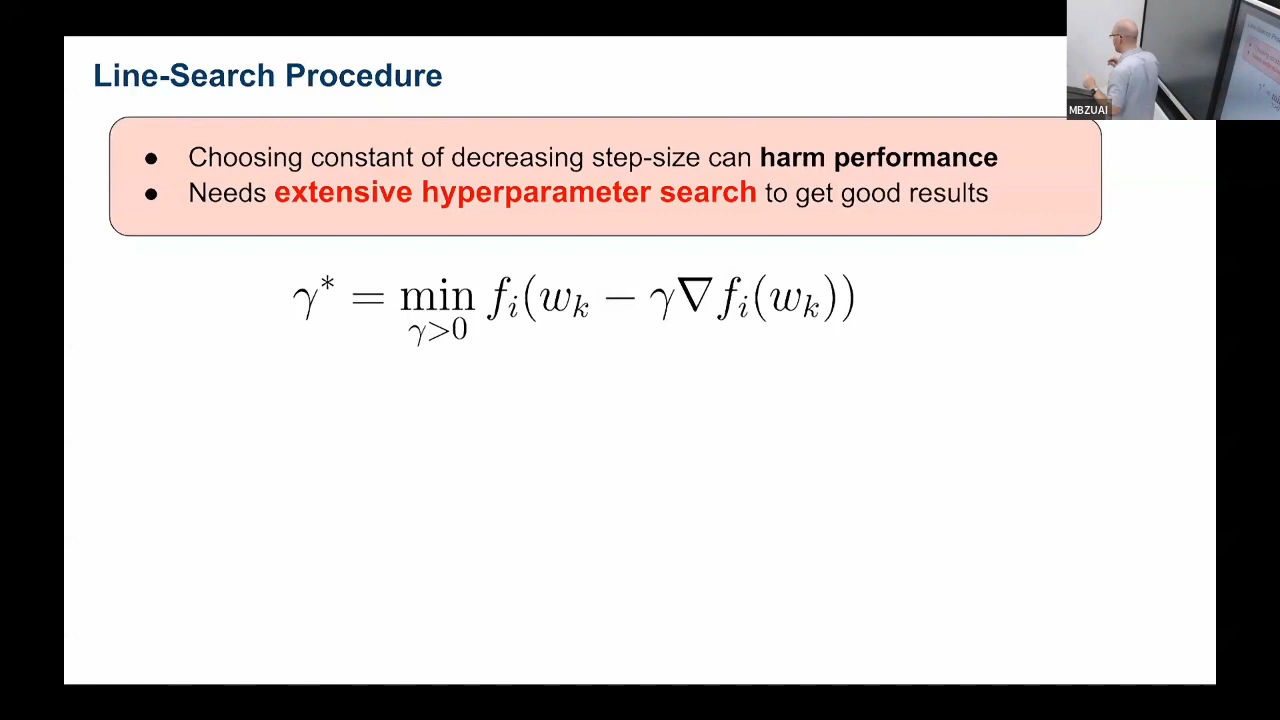 Line-Search Procedure
MBZUAI
● Choosing constant of decreasing step-size can harm performance
● Needs extensive hyperparameter search to get good results
γ* = min_{γ>0} f_i(w_k − γ∇f_i(w_k))